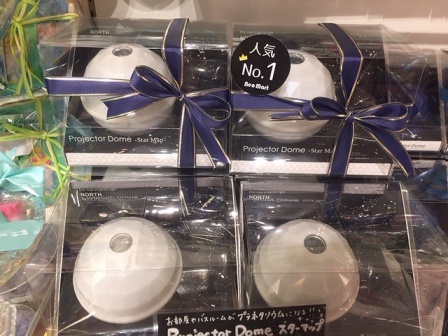 NORTH
人気
No.1
Neo Mart
Projector Dome -Star Map-
Projector Dome -Star Map-
NORTH
お部屋やバスルームがプラネタリウムになる!!
Projector Dome スターマップ